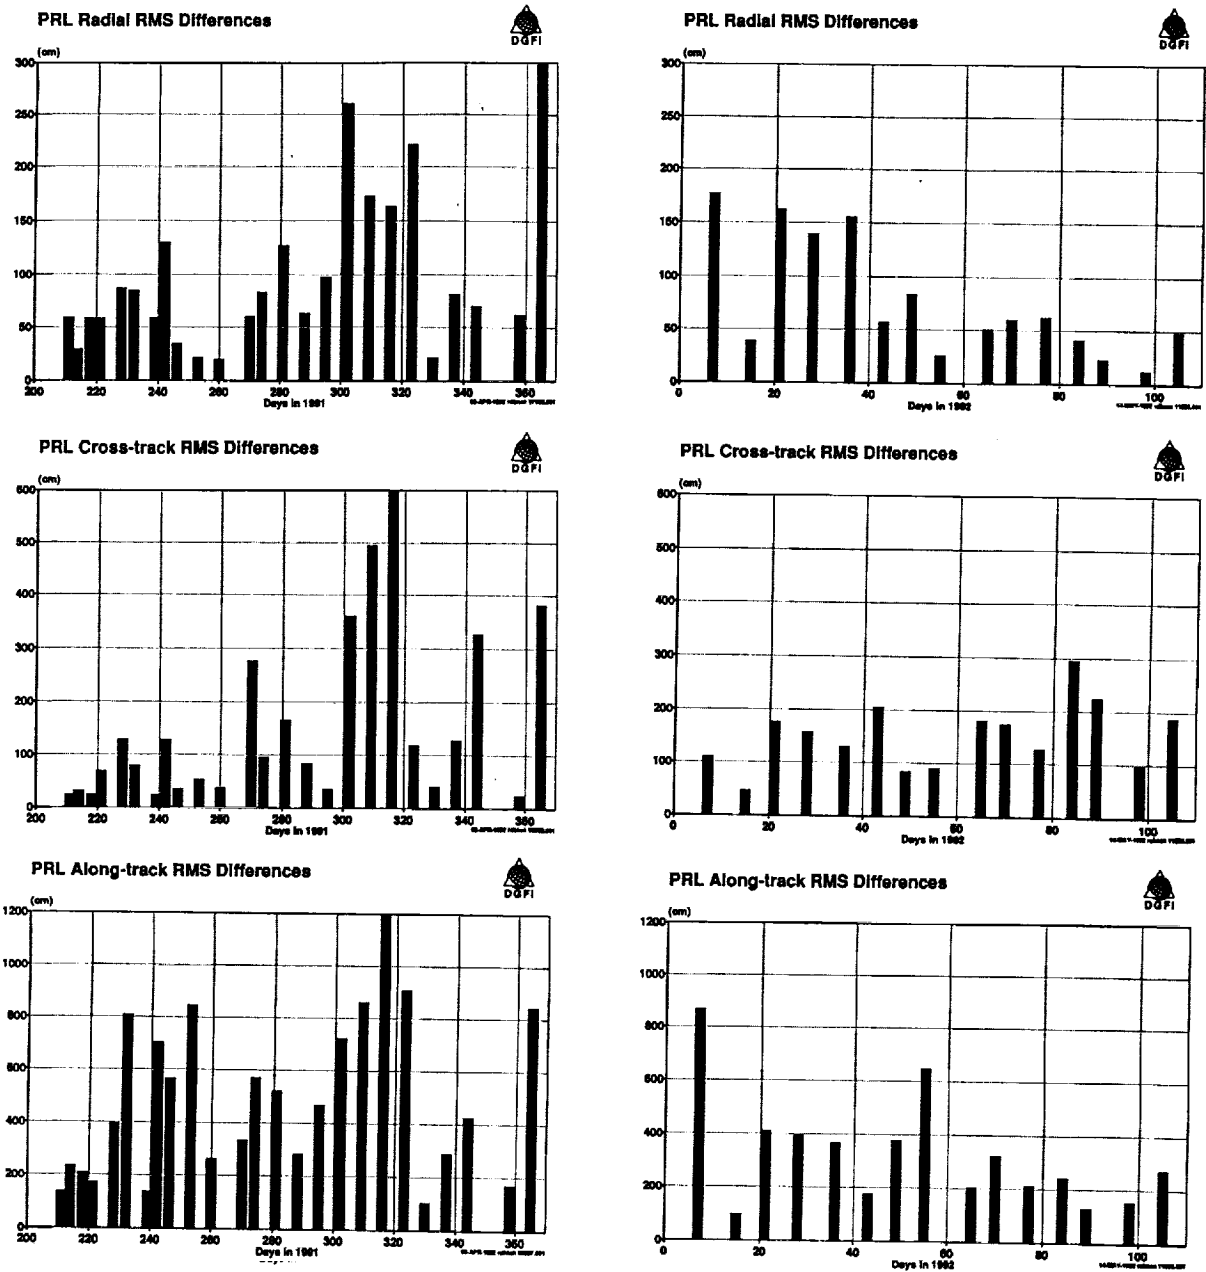 PRL Radial RMS Differences
DGFI
(cm)
300
250
200
150
100
50
0
200 220 240 260 280 300 320 340 360
Days in 1991
PRL Radial RMS Differences
DGFI
(cm)
300
250
200
150
100
50
0
0 20 40 60 80 100
Days in 1992
PRL Cross-track RMS Differences
DGFI
(cm)
600
500
400
300
200
100
0
200 220 240 260 280 300 320 340 360
Days in 1991
PRL Cross-track RMS Differences
DGFI
(cm)
600
500
400
300
200
100
0
0 20 40 60 80 100
Days in 1992
PRL Along-track RMS Differences
DGFI
(cm)
1200
1000
800
600
400
200
0
200 220 240 260 280 300 320 340 360
Days in 1991
PRL Along-track RMS Differences
DGFI
(cm)
1200
1000
800
600
400
200
0
0 20 40 60 80 100
Days in 1992